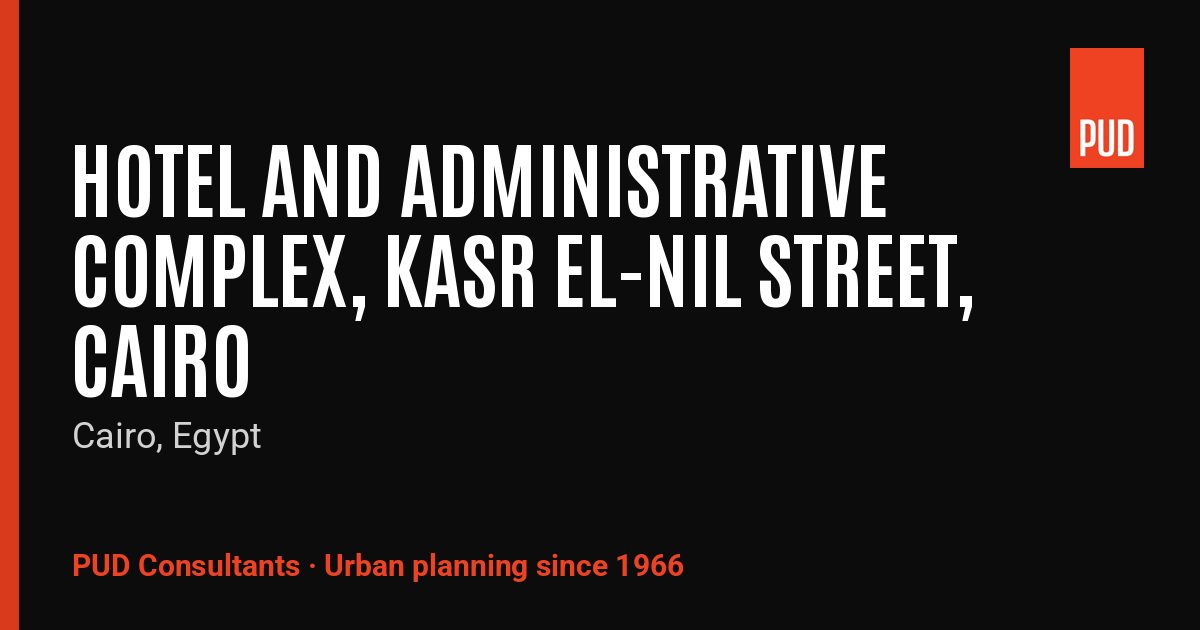 PUD
HOTEL AND ADMINISTRATIVE
COMPLEX, KASR EL-NIL STREET,
CAIRO
Cairo, Egypt
PUD Consultants · Urban planning since 1966